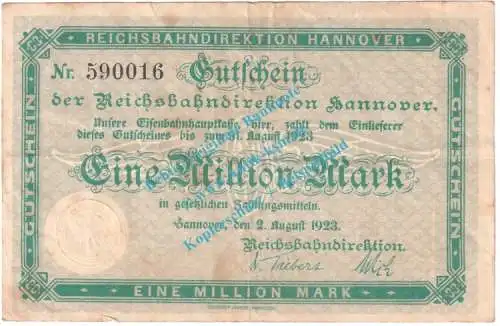 REICHSBAHNDIREKTION HANNOVER
Nr. 590016
Gutschein
der Reichsbahndirektion Hannover.
Unsere Eisenbahnhauptkasse hier, zahlt dem Einlieferer
dieses Gutscheines bis zum 31. August 1923
Eine Million Mark
in gesetzlichen Zahlungsmitteln.
Hannover, den 2. August 1923.
Reichsbahndirektion.
EINE MILLION MARK
GUTSCHEIN
GUTSCHEIN